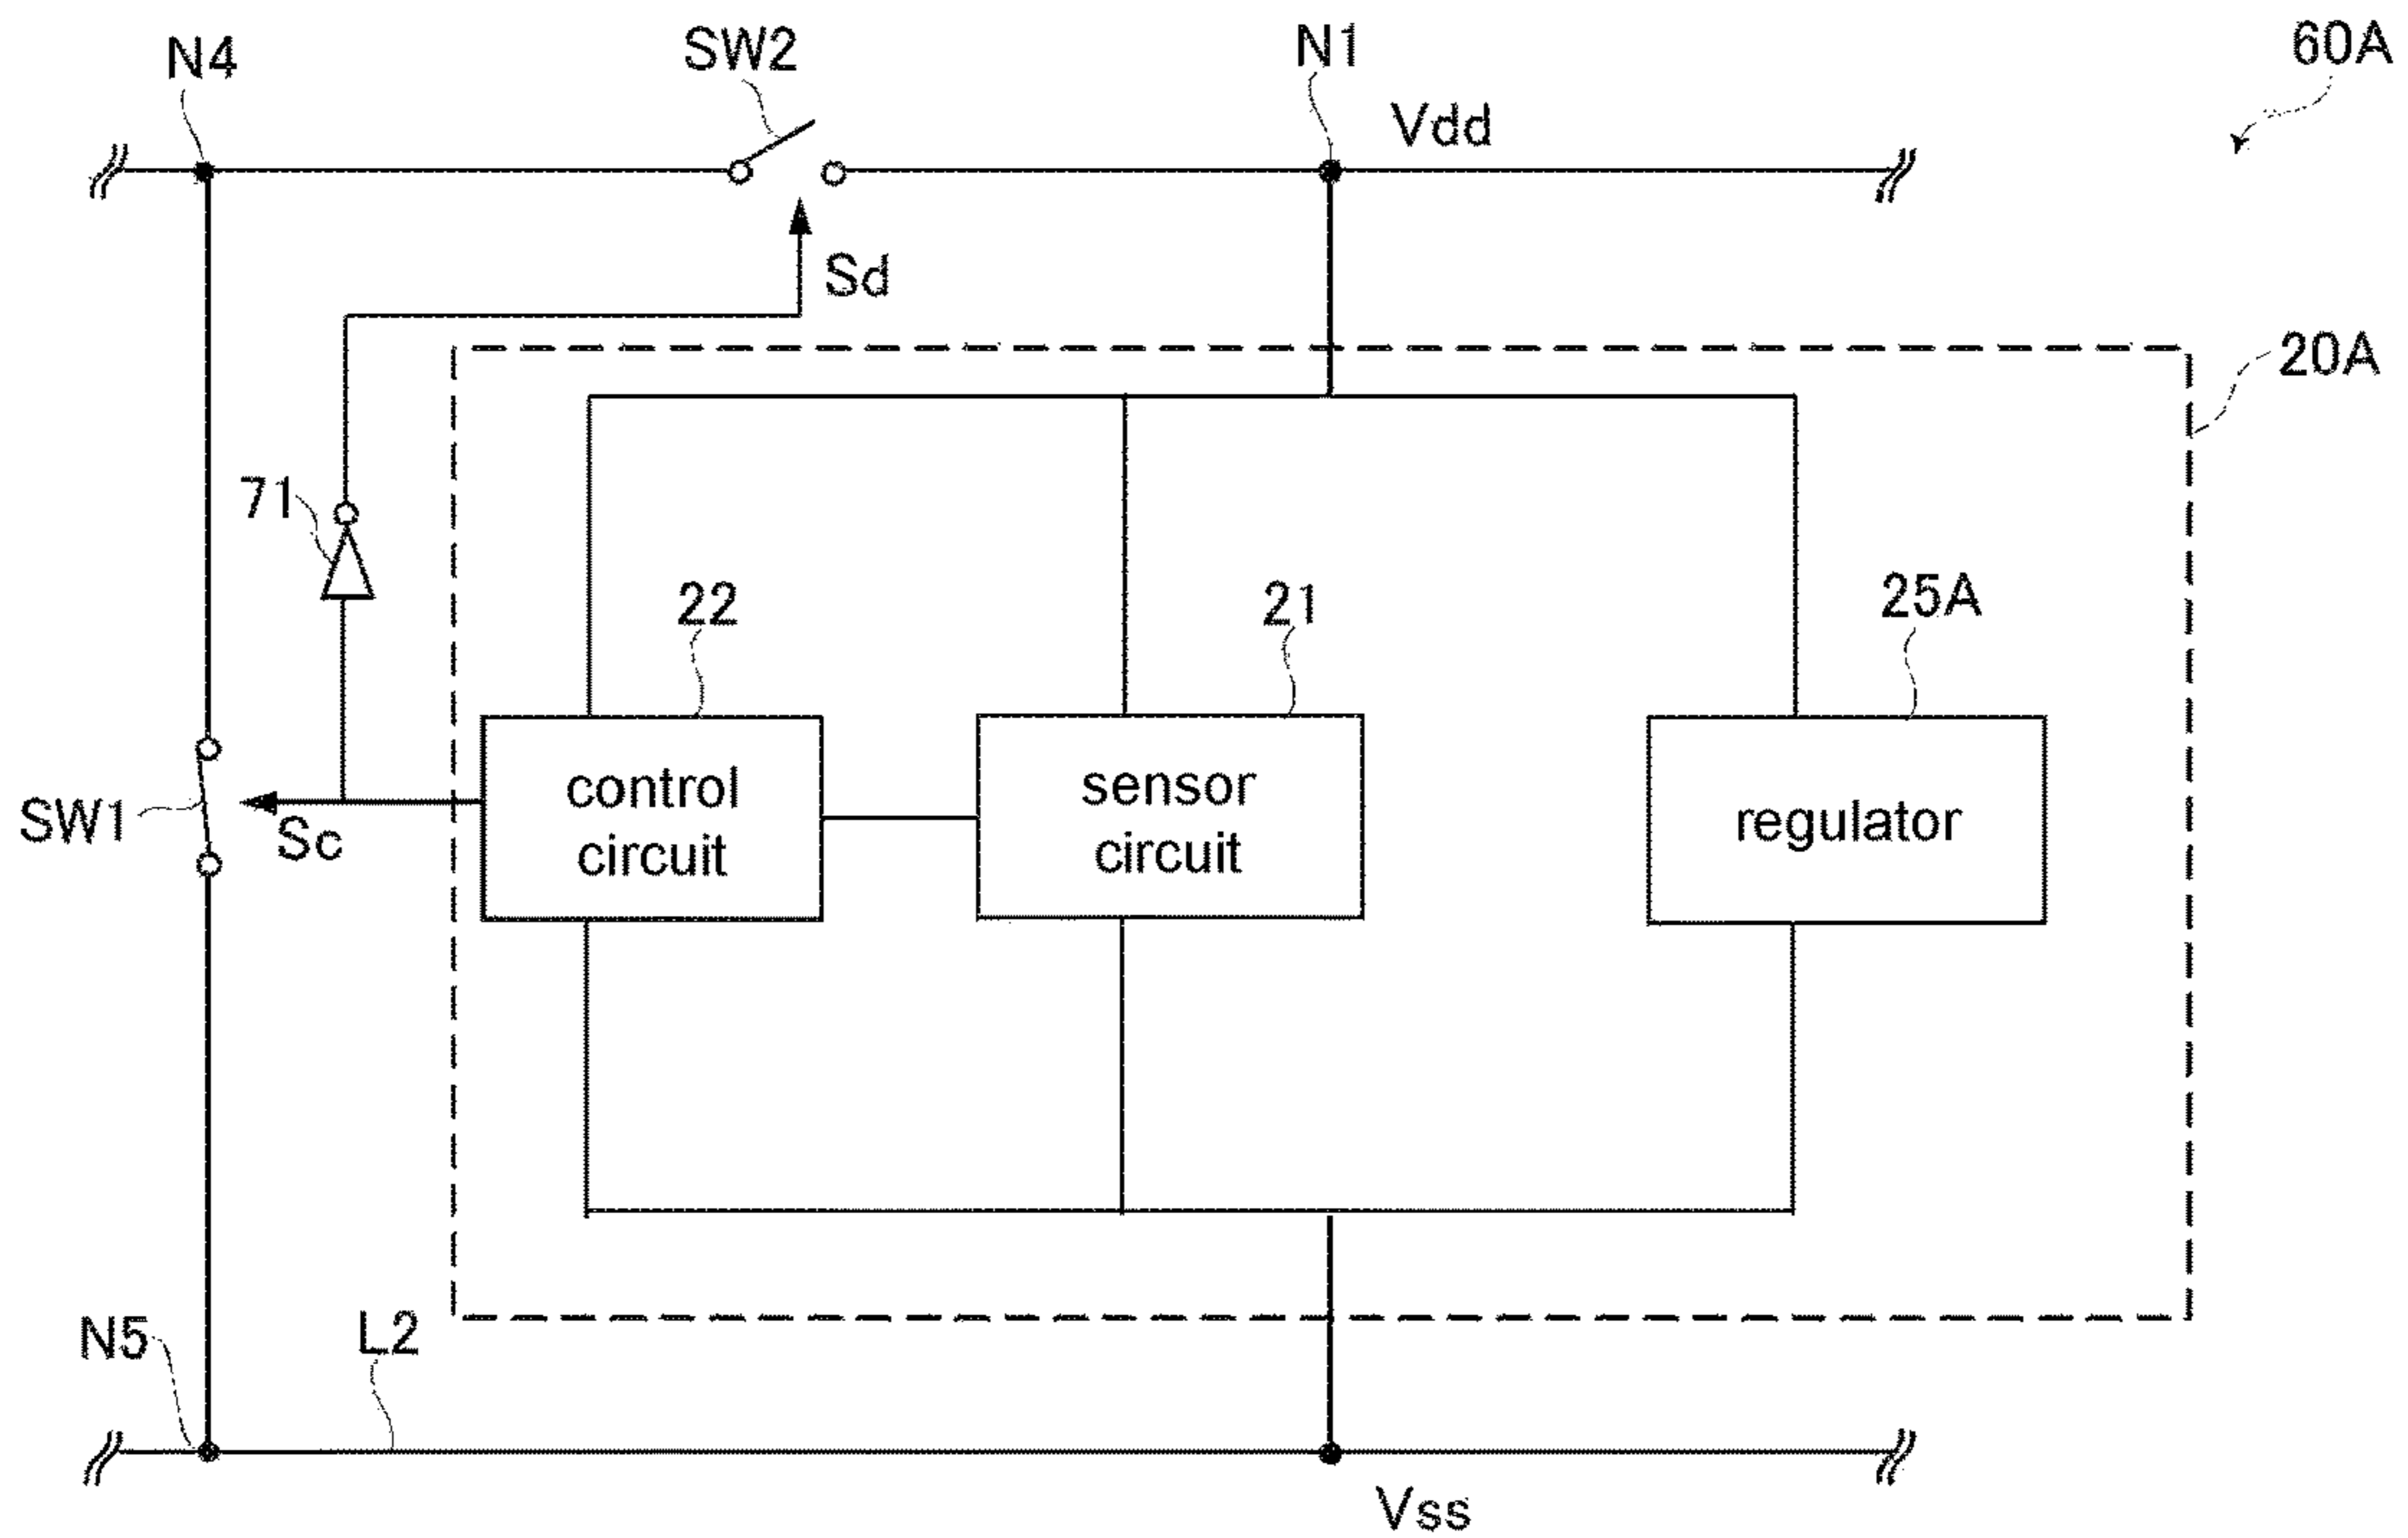 N4
SW2
N1
60A
Vdd
Sd
20A
71
22
21
25A
control
circuit
sensor
circuit
regulator
SW1
Sc
N5
L2
Vss